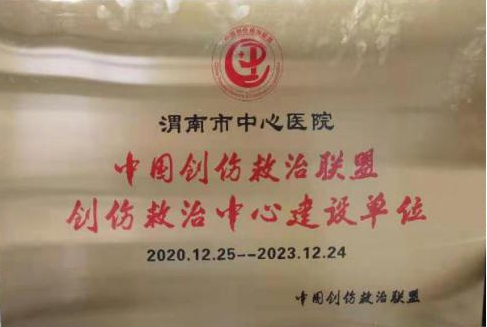 渭南市中心医院
中国创伤救治联盟
创伤救治中心建设单位
2020.12.25--2023.12.24
中国创伤救治联盟